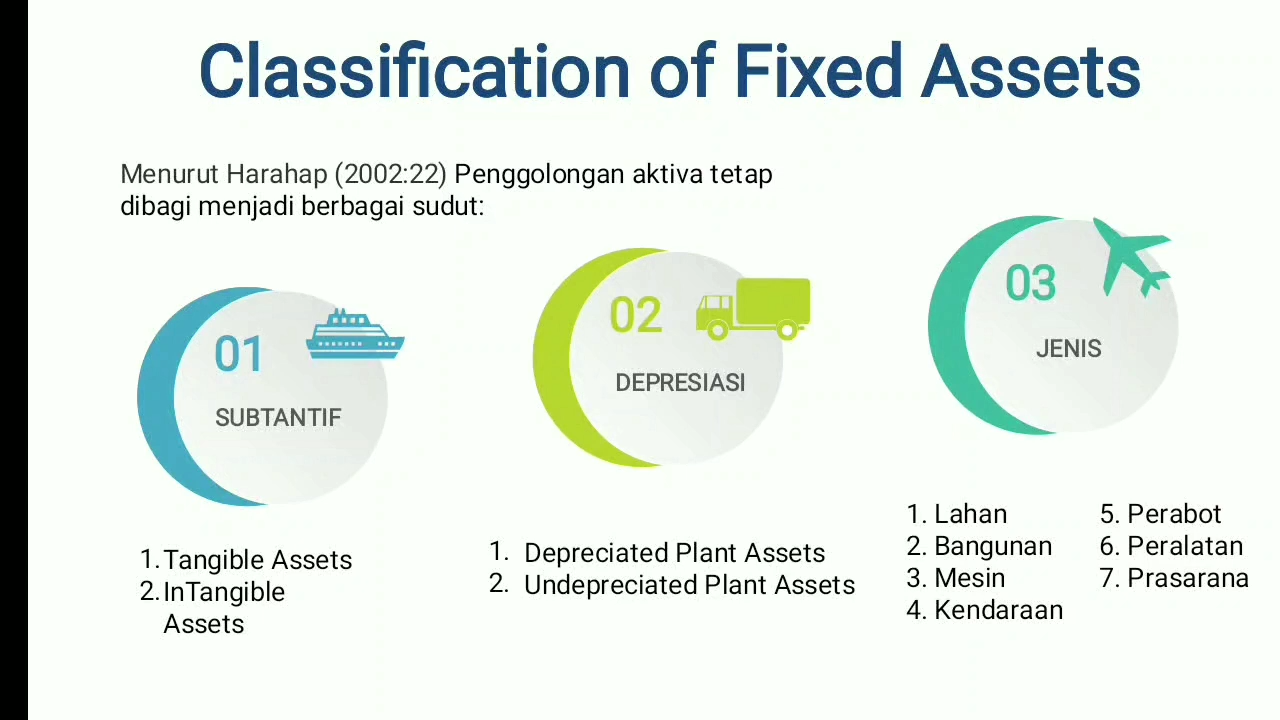 Classification of Fixed Assets
Menurut Harahap (2002:22) Penggolongan aktiva tetap
dibagi menjadi berbagai sudut:
01
SUBTANTIF
1. Tangible Assets
2. InTangible
Assets
02
DEPRESIASI
1. Depreciated Plant Assets
2. Undepreciated Plant Assets
03
JENIS
1. Lahan
2. Bangunan
3. Mesin
4. Kendaraan
5. Perabot
6. Peralatan
7. Prasarana